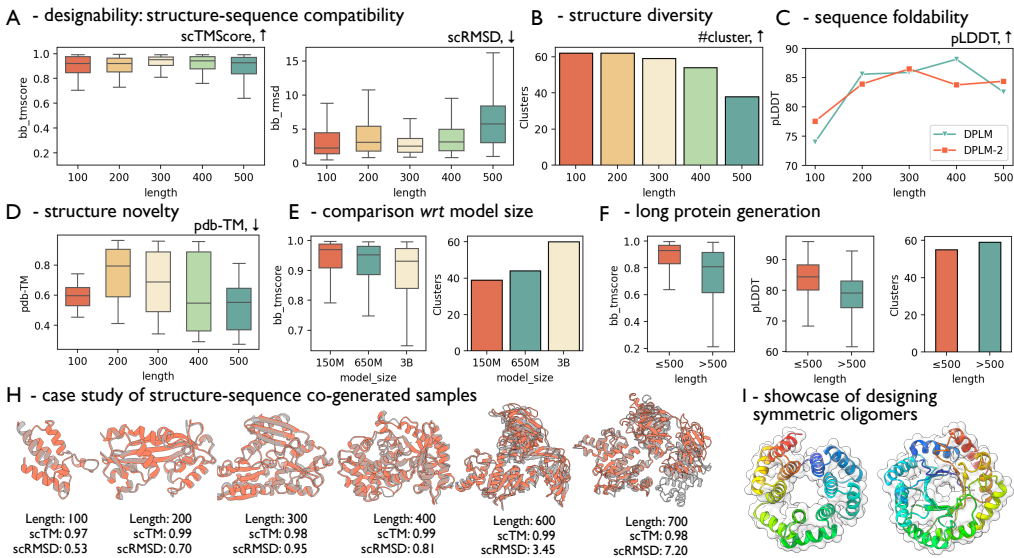 A - designability: structure-sequence compatibility
scTMScore, ↑
bb_tmscore
1.0
0.8
0.6
0.4
0.2
100 200 300 400 500
length
scRMSD, ↓
bb_rmsd
15
10
5
0
100 200 300 400 500
length
B - structure diversity
#cluster, ↑
Clusters
60
40
20
0
100 200 300 400 500
length
C - sequence foldability
pLDDT, ↑
pLDDT
90
85
80
75
70
DPLM
DPLM-2
100 200 300 400 500
length
D - structure novelty
pdb-TM, ↓
pdb-TM
0.8
0.6
0.4
100 200 300 400 500
length
E - comparison wrt model size
bb_tmscore
1.0
0.9
0.8
0.7
150M 650M 3B
model_size
Clusters
60
40
20
0
150M 650M 3B
model_size
F - long protein generation
bb_tmscore
1.0
0.8
0.6
0.4
0.2
≤500 >500
length
pLDDT
100
90
80
70
60
≤500 >500
length
Clusters
60
40
20
0
≤500 >500
length
H - case study of structure-sequence co-generated samples
Length: 100
scTM: 0.97
scRMSD: 0.53
Length: 200
scTM: 0.99
scRMSD: 0.70
Length: 300
scTM: 0.98
scRMSD: 0.95
Length: 400
scTM: 0.99
scRMSD: 0.81
Length: 600
scTM: 0.99
scRMSD: 3.45
Length: 700
scTM: 0.98
scRMSD: 7.20
I - showcase of designing
symmetric oligomers